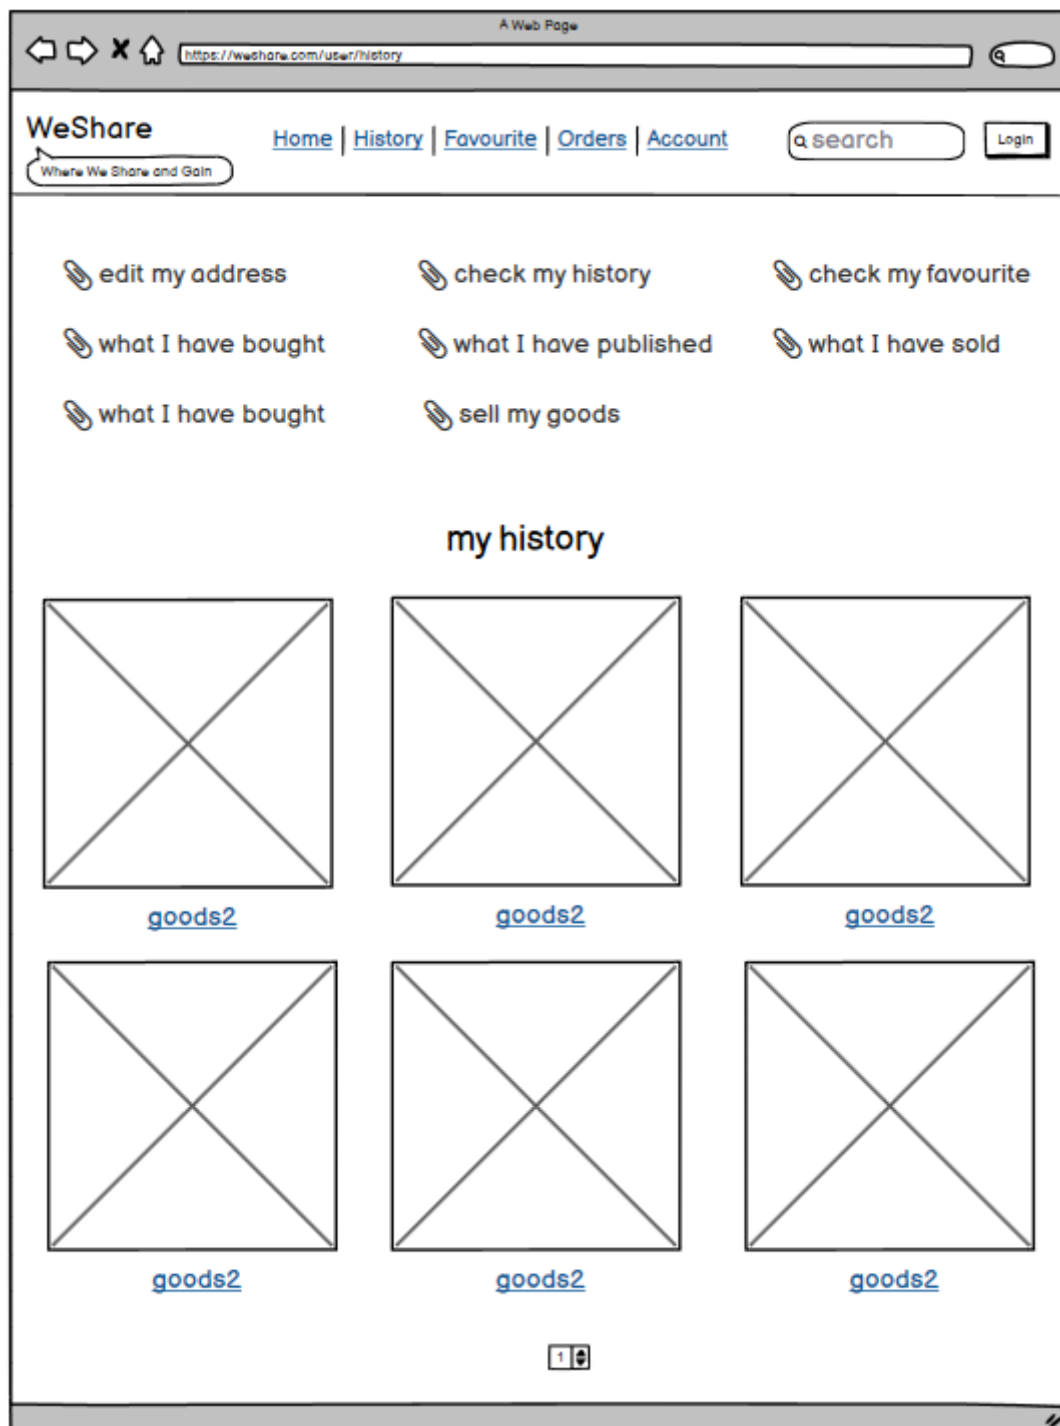 A Web Page
https://weshare.com/user/history
WeShare
Where We Share and Gain
Home | History | Favourite | Orders | Account
search
Login
edit my address
check my history
check my favourite
what I have bought
what I have published
what I have sold
what I have bought
sell my goods
my history
goods2
goods2
goods2
goods2
goods2
goods2
1